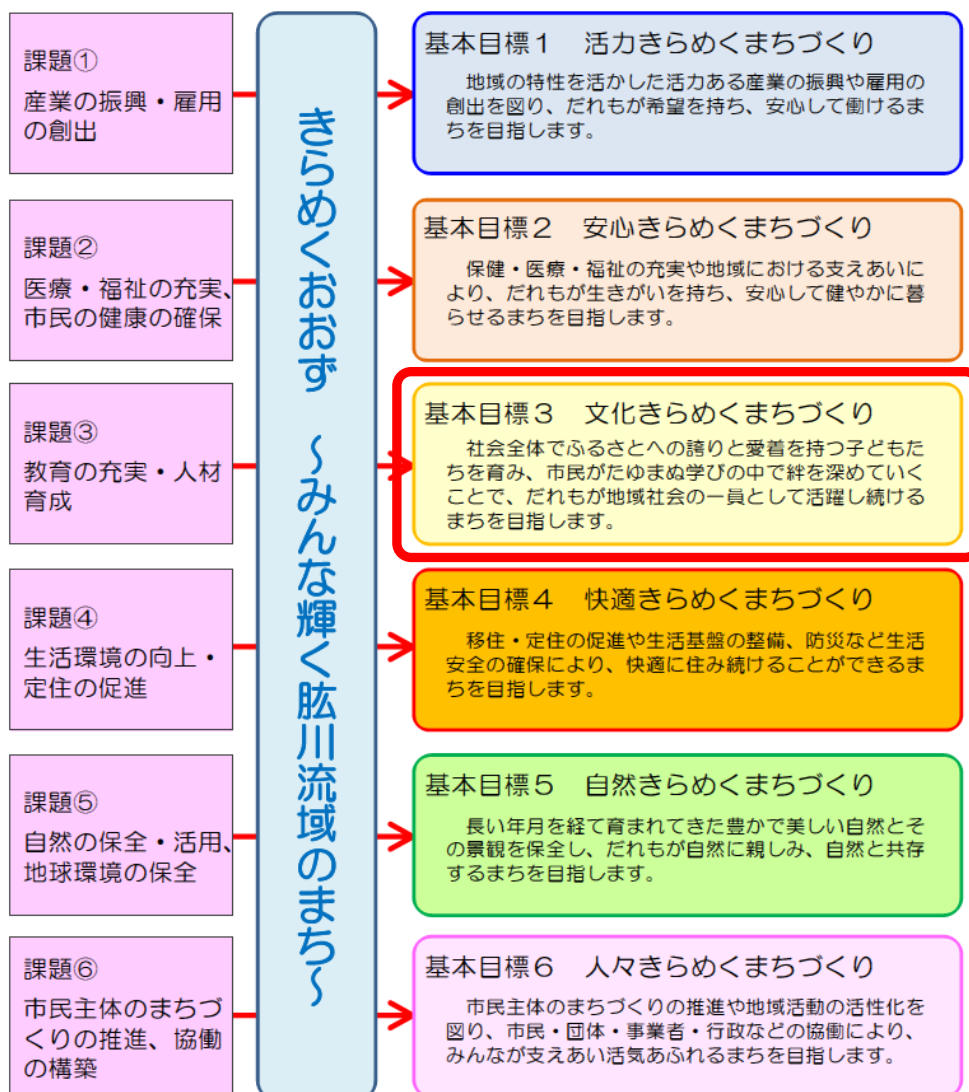 課題①
産業の振興・雇用
の創出
基本目標１　活力きらめくまちづくり
地域の特性を活かした活力ある産業の振興や雇用の
創出を図り、だれもが希望を持ち、安心して働けるま
ちを目指します。
きらめくおおず　～みんな輝く肱川流域のまち～
課題②
医療・福祉の充実、
市民の健康の確保
基本目標２　安心きらめくまちづくり
保健・医療・福祉の充実や地域における支えあいに
より、だれもが生きがいを持ち、安心して健やかに暮
らせるまちを目指します。
課題③
教育の充実・人材
育成
基本目標３　文化きらめくまちづくり
社会全体でふるさとへの誇りと愛着を持つ子どもた
ちを育み、市民がたゆまぬ学びの中で絆を深めていく
ことで、だれもが地域社会の一員として活躍し続ける
まちを目指します。
課題④
生活環境の向上・
定住の促進
基本目標４　快適きらめくまちづくり
移住・定住の促進や生活基盤の整備、防災など生活
安全の確保により、快適に住み続けることができるま
ちを目指します。
課題⑤
自然の保全・活用、
地球環境の保全
基本目標５　自然きらめくまちづくり
長い年月を経て育まれてきた豊かで美しい自然とそ
の景観を保全し、だれもが自然に親しみ、自然と共存
するまちを目指します。
課題⑥
市民主体のまちづ
くりの推進、協働
の構築
基本目標６　人々きらめくまちづくり
市民主体のまちづくりの推進や地域活動の活性化を
図り、市民・団体・事業者・行政などの協働により、
みんなが支えあい活気あふれるまちを目指します。